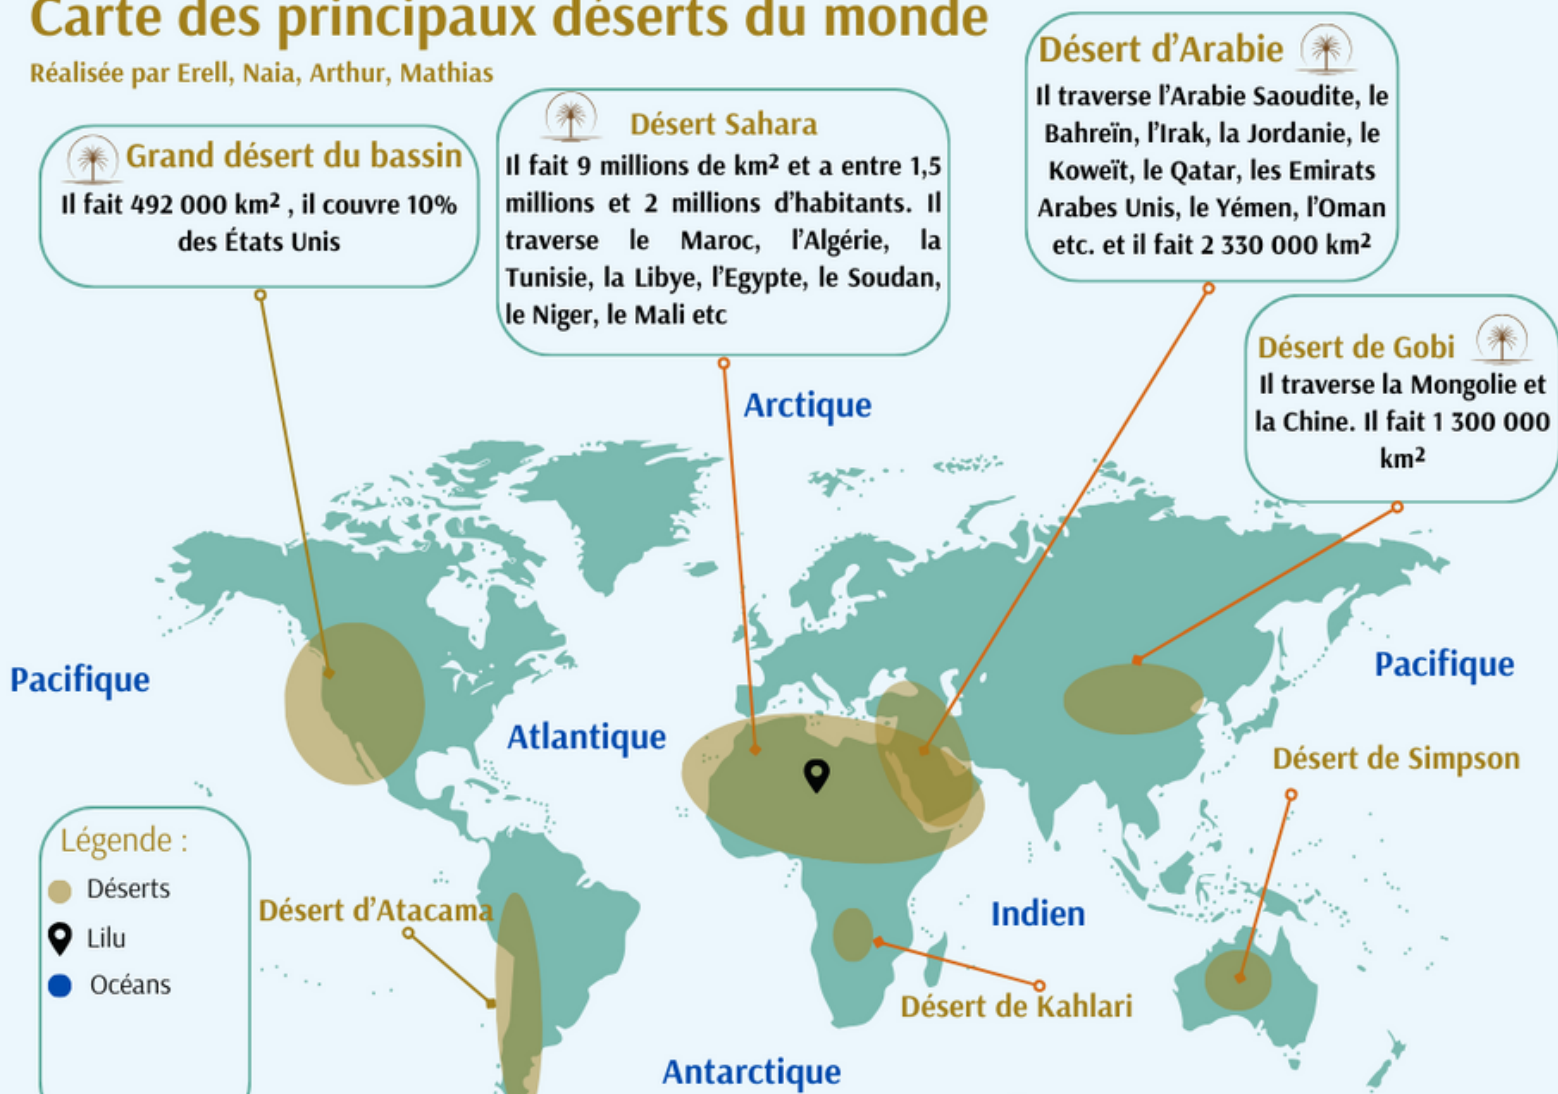 Carte des principaux déserts du monde
Réalisée par Erell, Naia, Arthur, Mathias
Grand désert du bassin
Il fait 492 000 km² , il couvre 10%
des États Unis
Désert Sahara
Il fait 9 millions de km² et a entre 1,5
millions et 2 millions d’habitants. Il
traverse le Maroc, l’Algérie, la
Tunisie, la Libye, l’Egypte, le Soudan,
le Niger, le Mali etc
Désert d’Arabie
Il traverse l’Arabie Saoudite, le
Bahreïn, l’Irak, la Jordanie, le
Koweït, le Qatar, les Emirats
Arabes Unis, le Yémen, l’Oman
etc. et il fait 2 330 000 km²
Désert de Gobi
Il traverse la Mongolie et
la Chine. Il fait 1 300 000
km²
Arctique
Pacifique
Atlantique
Pacifique
Désert de Simpson
Légende :
Déserts
Lilu
Océans
Désert d’Atacama
Indien
Désert de Kahlari
Antarctique